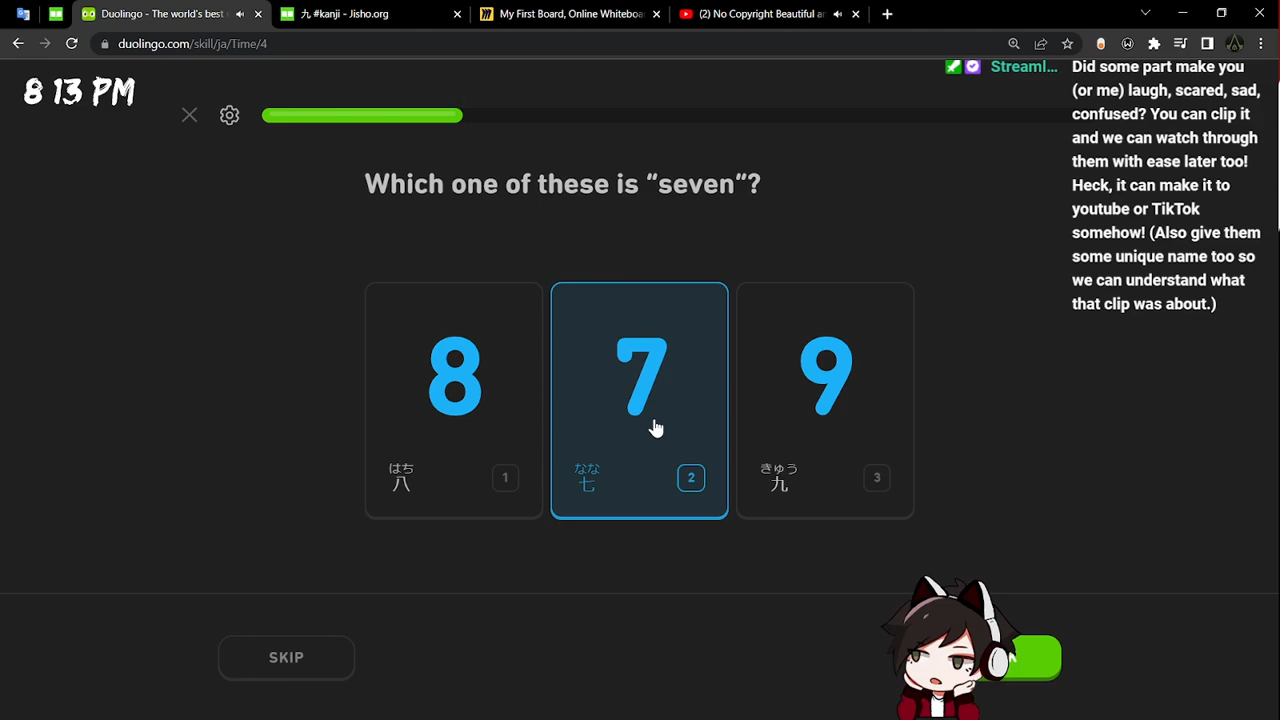 Duolingo - The world's best
九 #kanji - Jisho.org
My First Board, Online Whiteboa
(2) No Copyright Beautiful a
duolingo.com/skill/ja/Time/4
8 13 PM
Streaml...
Did some part make you
(or me) laugh, scared, sad,
confused? You can clip it
and we can watch through
them with ease later too!
Heck, it can make it to
youtube or TikTok
somehow! (Also give them
some unique name too so
we can understand what
that clip was about.)
Which one of these is “seven”?
8
はち
八
1
7
なな
七
2
9
きゅう
九
3
SKIP